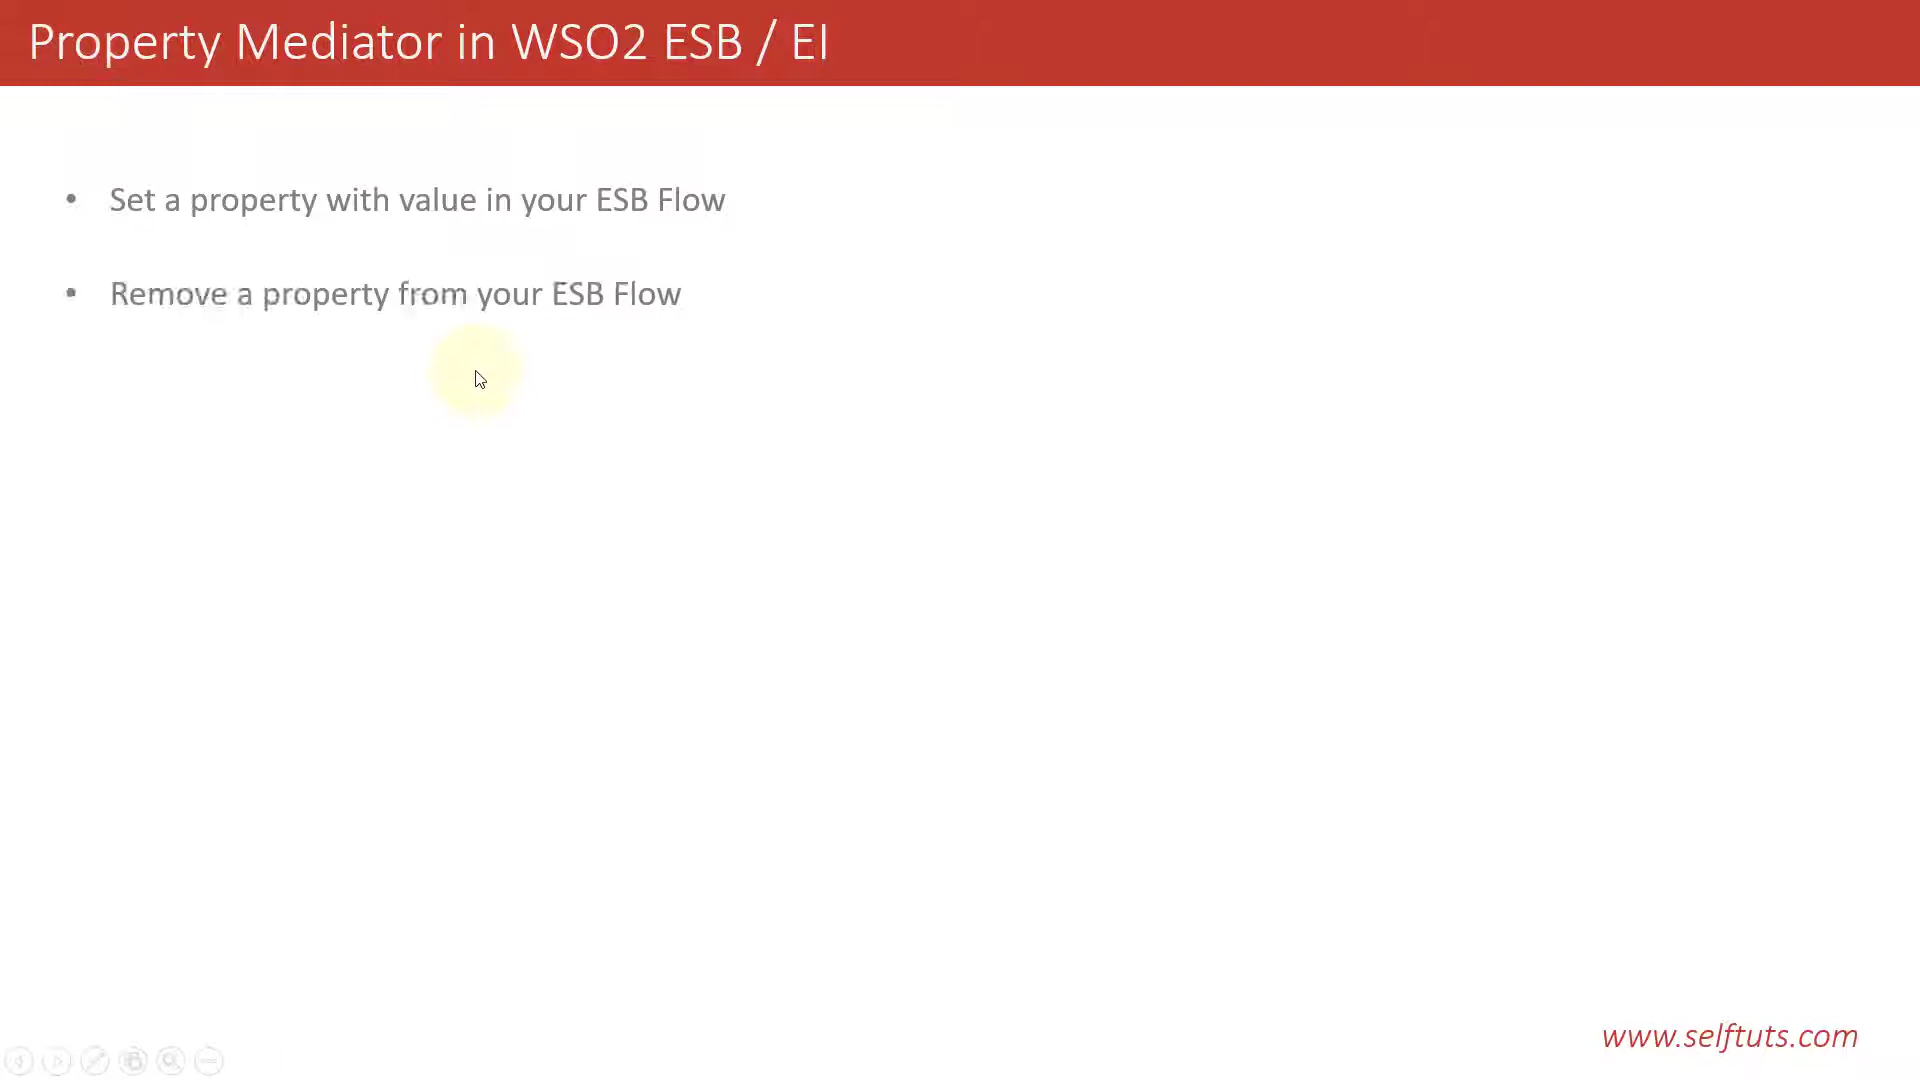 Property Mediator in WSO2 ESB / EI
• Set a property with value in your ESB Flow
• Remove a property from your ESB Flow
www.selftuts.com